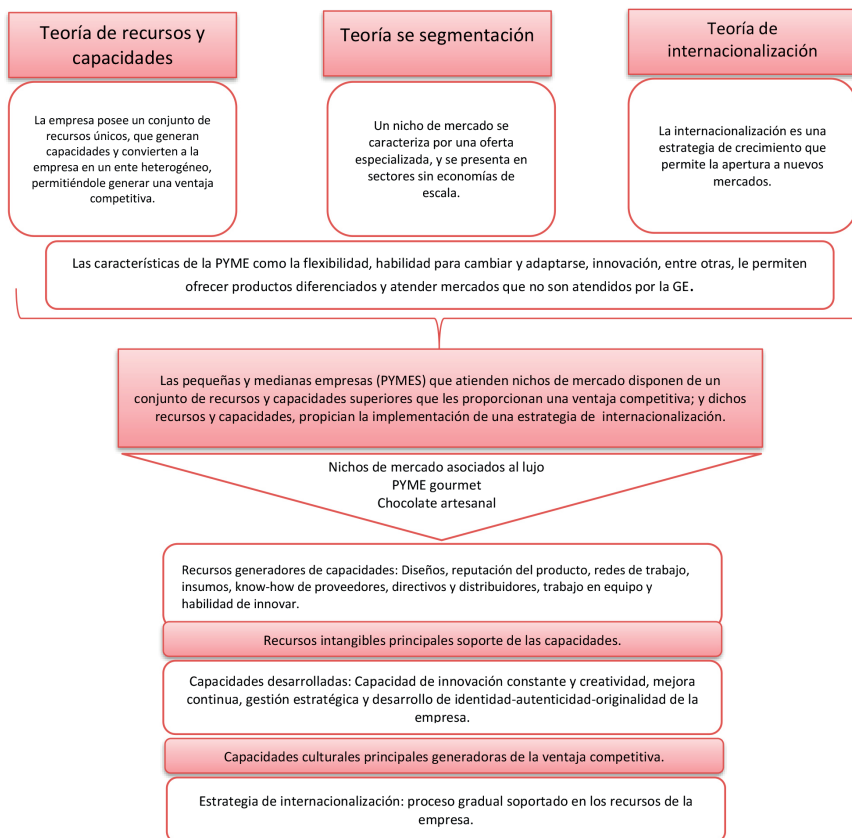 Teoría de recursos y
capacidades
Teoría se segmentación
Teoría de
internacionalización
La empresa posee un conjunto de
recursos únicos, que generan
capacidades y convierten a la
empresa en un ente heterogéneo,
permitiéndole generar una ventaja
competitiva.
Un nicho de mercado se
caracteriza por una oferta
especializada, y se presenta en
sectores sin economías de
escala.
La internacionalización es una
estrategia de crecimiento que
permite la apertura a nuevos
mercados.
Las características de la PYME como la flexibilidad, habilidad para cambiar y adaptarse, innovación, entre otras, le permiten
ofrecer productos diferenciados y atender mercados que no son atendidos por la GE.
Las pequeñas y medianas empresas (PYMES) que atienden nichos de mercado disponen de un
conjunto de recursos y capacidades superiores que les proporcionan una ventaja competitiva; y dichos
recursos y capacidades, propician la implementación de una estrategia de internacionalización.
Nichos de mercado asociados al lujo
PYME gourmet
Chocolate artesanal
Recursos generadores de capacidades: Diseños, reputación del producto, redes de trabajo,
insumos, know-how de proveedores, directivos y distribuidores, trabajo en equipo y
habilidad de innovar.
Recursos intangibles principales soporte de las capacidades.
Capacidades desarrolladas: Capacidad de innovación constante y creatividad, mejora
continua, gestión estratégica y desarrollo de identidad-autenticidad-originalidad de la
empresa.
Capacidades culturales principales generadoras de la ventaja competitiva.
Estrategia de internacionalización: proceso gradual soportado en los recursos de la
empresa.